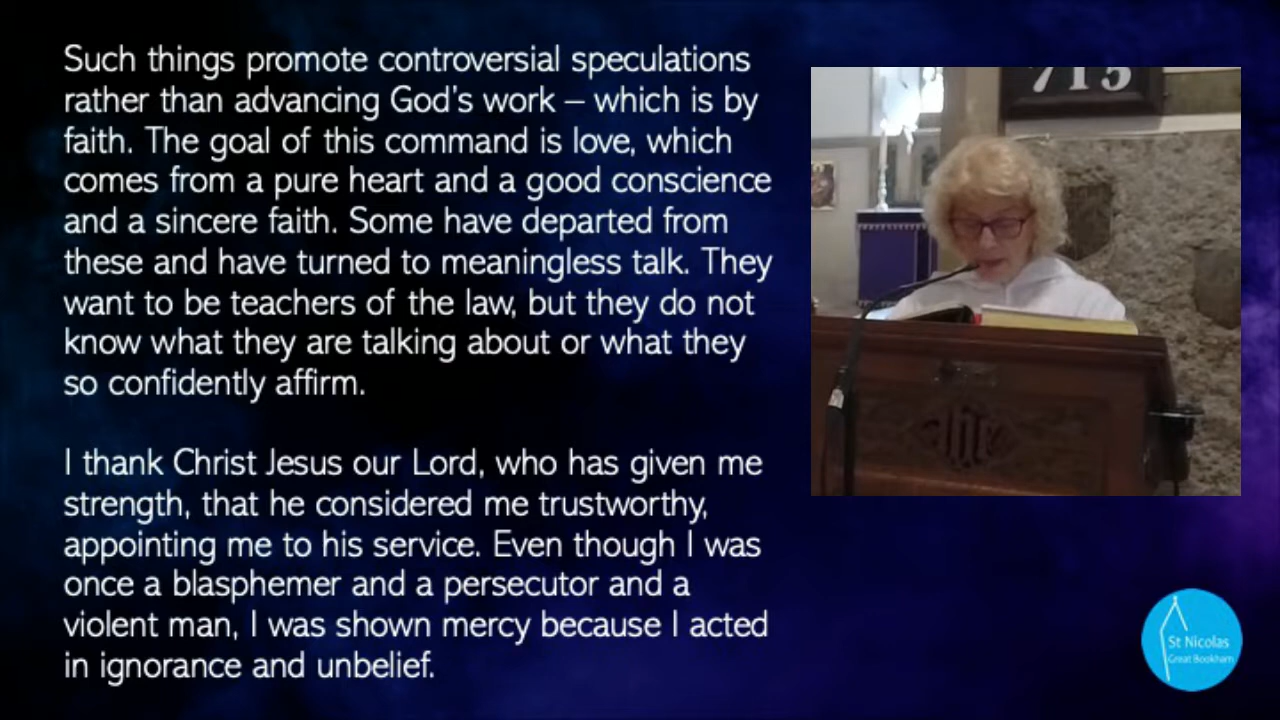 Such things promote controversial speculations
rather than advancing God's work – which is by
faith. The goal of this command is love, which
comes from a pure heart and a good conscience
and a sincere faith. Some have departed from
these and have turned to meaningless talk. They
want to be teachers of the law, but they do not
know what they are talking about or what they
so confidently affirm.
I thank Christ Jesus our Lord, who has given me
strength, that he considered me trustworthy,
appointing me to his service. Even though I was
once a blasphemer and a persecutor and a
violent man, I was shown mercy because I acted
in ignorance and unbelief.
715
St Nicolas
Great Bookham